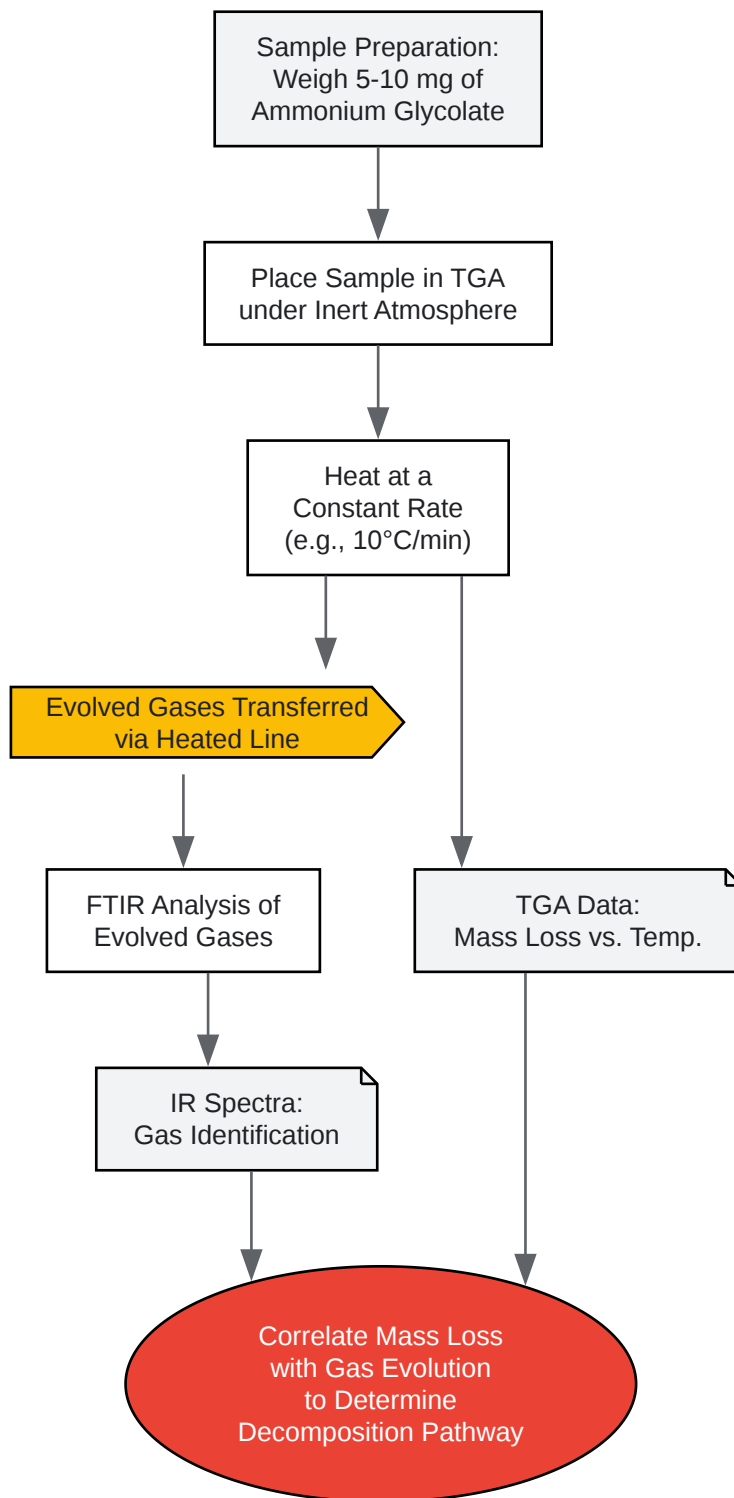 Sample Preparation:
Weigh 5-10 mg of
Ammonium Glycolate
Place Sample in TGA
under Inert Atmosphere
Heat at a
Constant Rate
(e.g., 10°C/min)
Evolved Gases Transferred
via Heated Line
FTIR Analysis of
Evolved Gases
TGA Data:
Mass Loss vs. Temp.
IR Spectra:
Gas Identification
Correlate Mass Loss
with Gas Evolution
to Determine
Decomposition Pathway